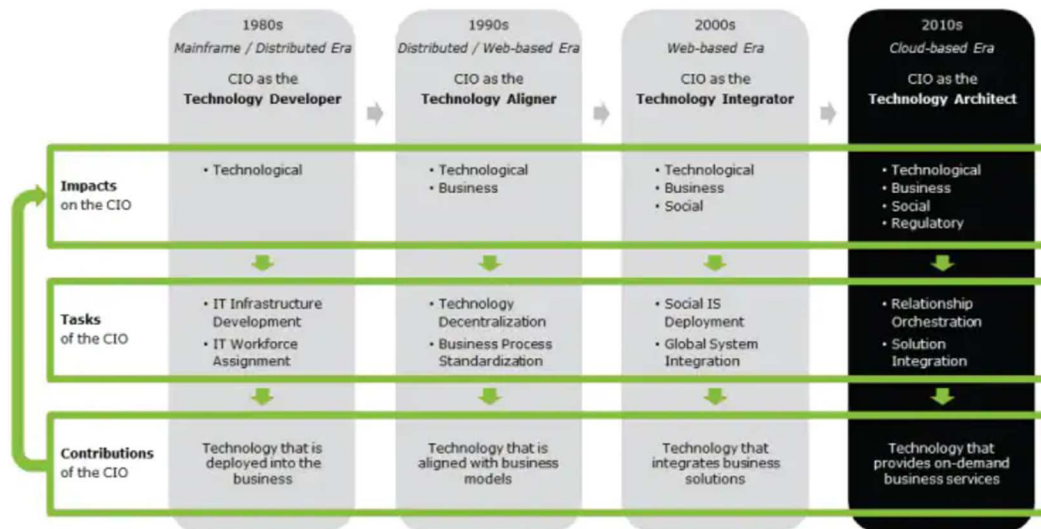 1980s
Mainframe / Distributed Era
CIO as the
Technology Developer
1990s
Distributed / Web-based Era
CIO as the
Technology Aligner
2000s
Web-based Era
CIO as the
Technology Integrator
2010s
Cloud-based Era
CIO as the
Technology Architect
Impacts
on the CIO
• Technological
• Technological
• Business
• Technological
• Business
• Social
• Technological
• Business
• Social
• Regulatory
Tasks
of the CIO
• IT Infrastructure
Development
• IT Workforce
Assignment
• Technology
Decentralization
• Business Process
Standardization
• Social IS
Deployment
• Global System
Integration
• Relationship
Orchestration
• Solution
Integration
Contributions
of the CIO
Technology that is
deployed into the
business
Technology that is
aligned with business
models
Technology that
integrates business
solutions
Technology that
provides on-demand
business services